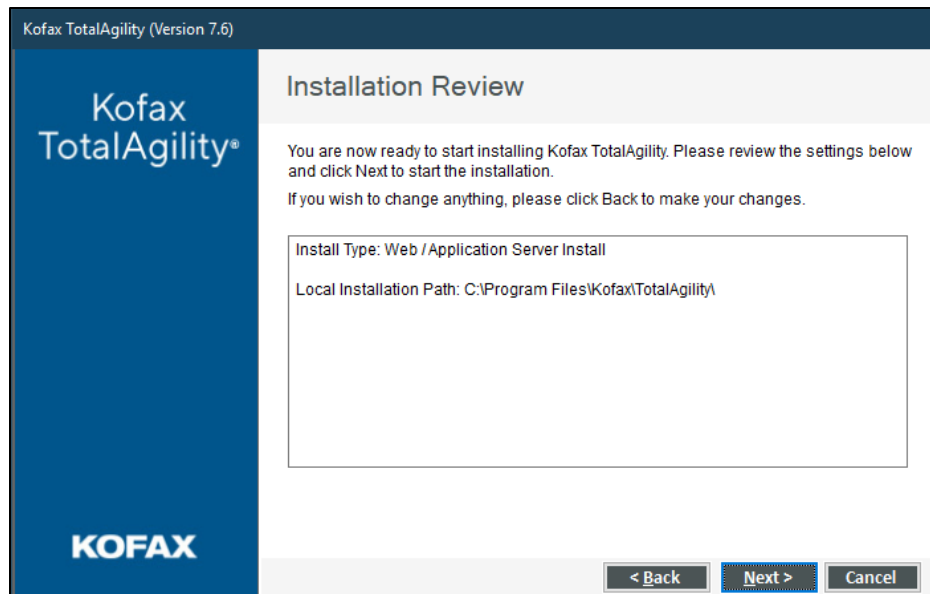 Kofax TotalAgility (Version 7.6)
Kofax
TotalAgility®
Installation Review
You are now ready to start installing Kofax TotalAgility. Please review the settings below
and click Next to start the installation.
If you wish to change anything, please click Back to make your changes.
Install Type: Web / Application Server Install
Local Installation Path: C:\Program Files\Kofax\TotalAgility\
KOFAX
< Back Next > Cancel